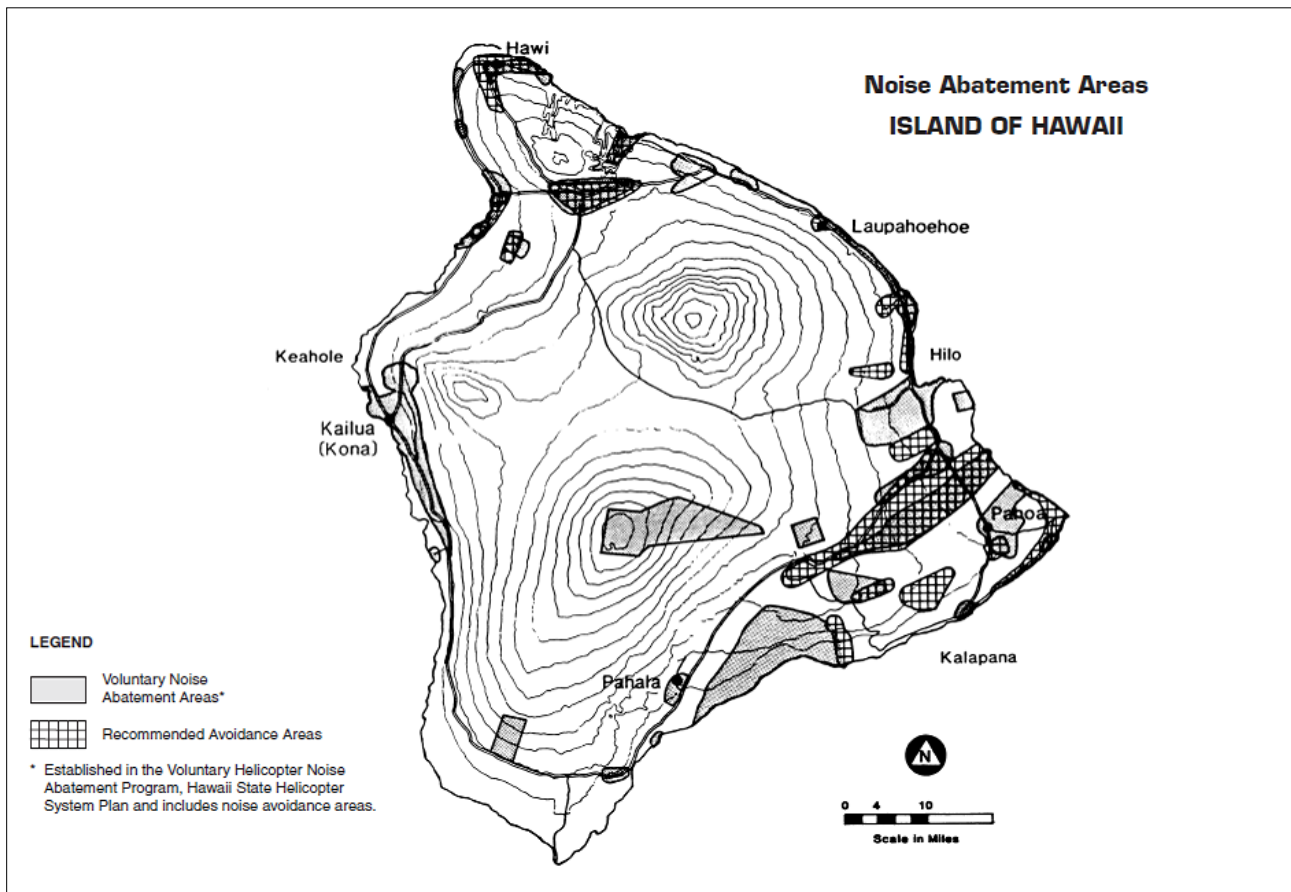 Noise Abatement Areas
ISLAND OF HAWAII
Hawi
Laupahoehoe
Keahole
Hilo
Kailua
(Kona)
Pahoa
Kalapana
Pahala
LEGEND
Voluntary Noise
Abatement Areas*
Recommended Avoidance Areas
* Established in the Voluntary Helicopter Noise
Abatement Program, Hawaii State Helicopter
System Plan and includes noise avoidance areas.
N
0 4 10
Scale in Miles